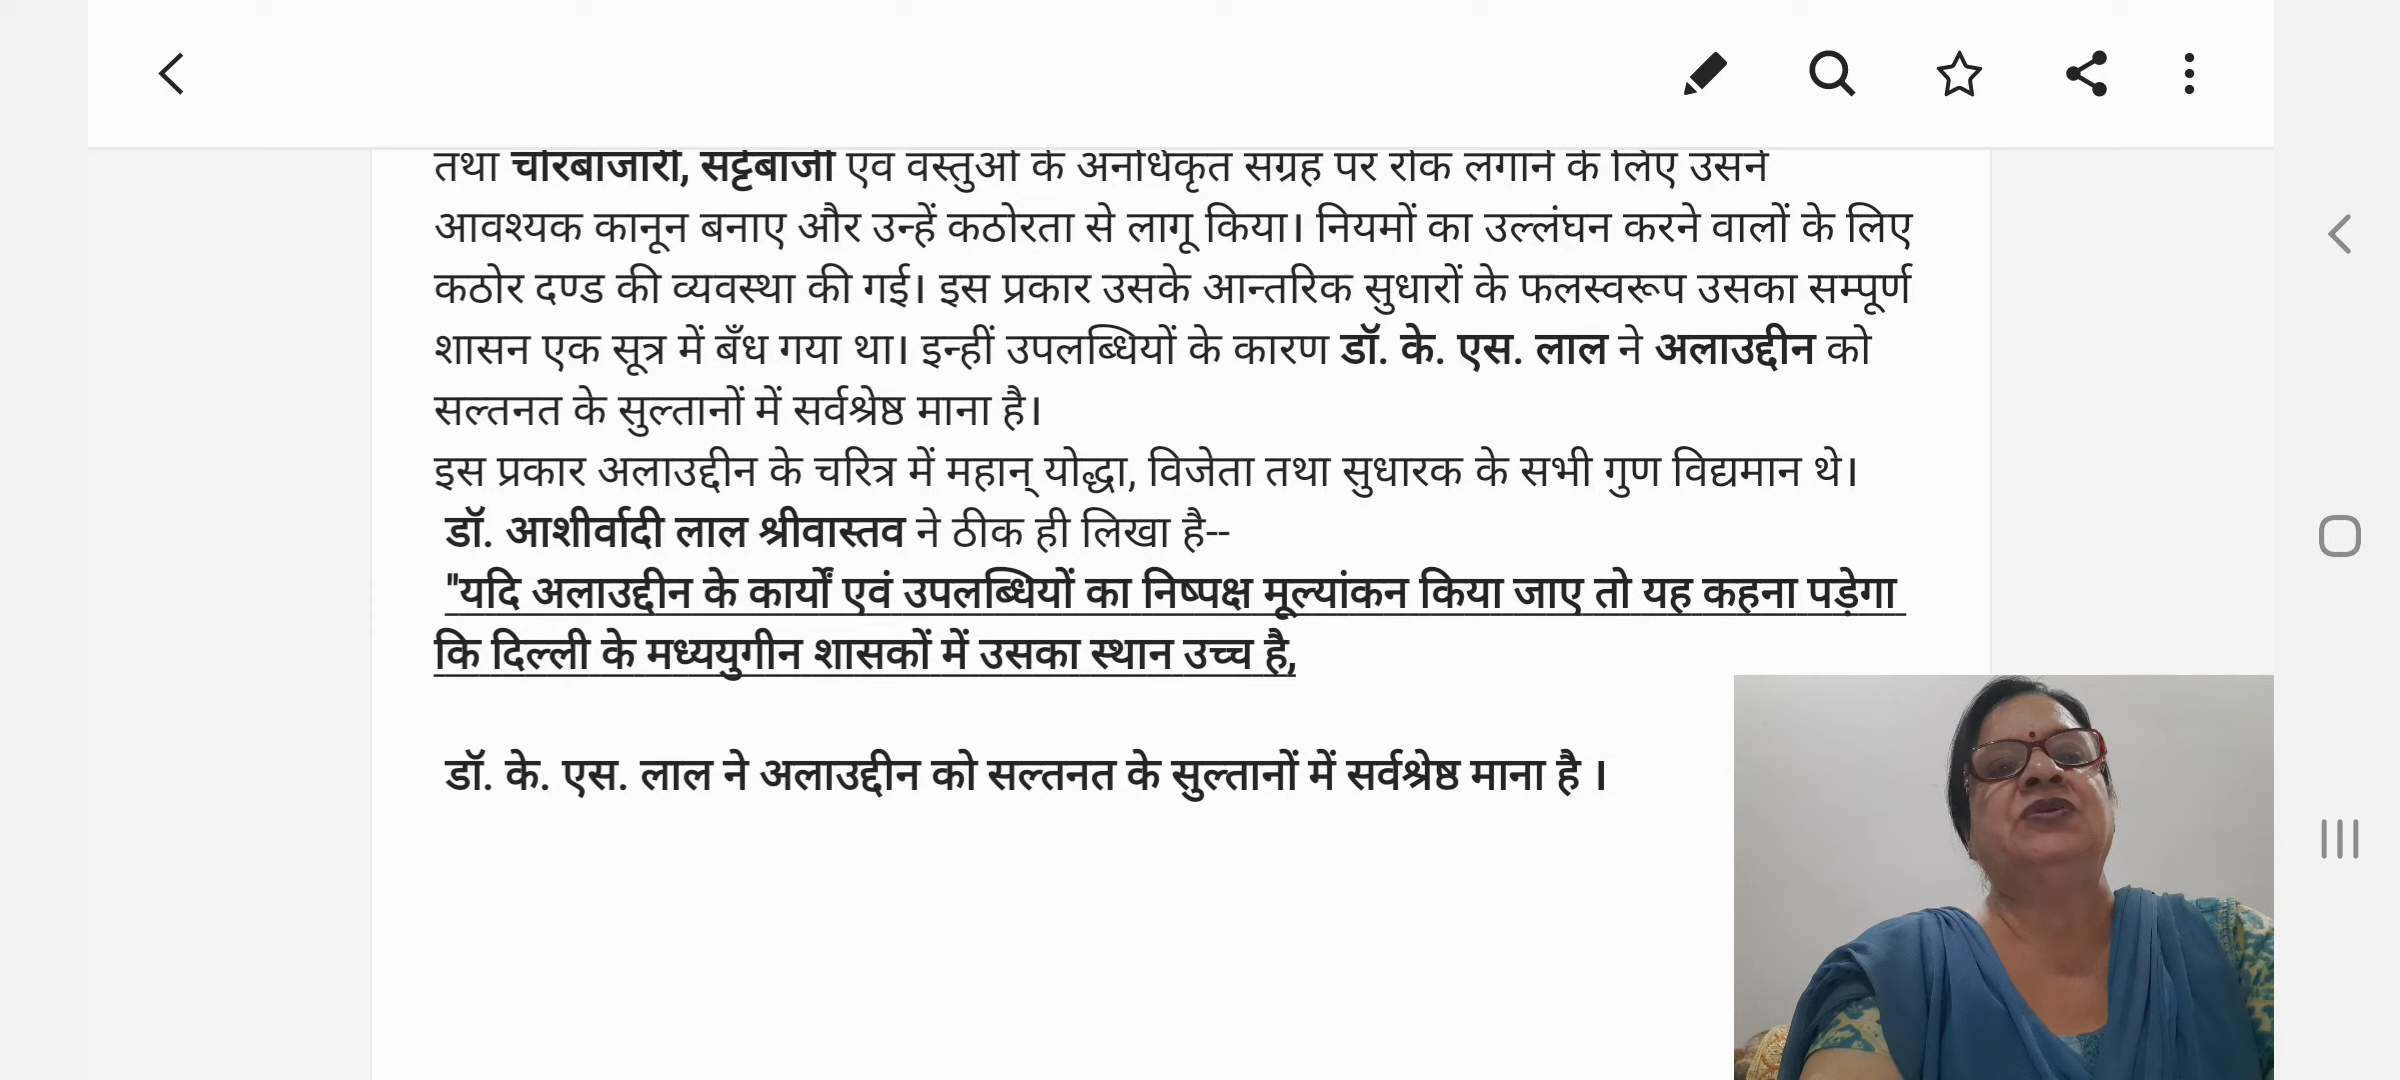 तथा चोरबाजारी, सट्टेबाजी एवं वस्तुओं के अनधिकृत संग्रह पर रोक लगाने के लिए उसने
आवश्यक कानून बनाए और उन्हें कठोरता से लागू किया। नियमों का उल्लंघन करने वालों के लिए
कठोर दण्ड की व्यवस्था की गई। इस प्रकार उसके आन्तरिक सुधारों के फलस्वरूप उसका सम्पूर्ण
शासन एक सूत्र में बँध गया था। इन्हीं उपलब्धियों के कारण डॉ. के. एस. लाल ने अलाउद्दीन को
सल्तनत के सुल्तानों में सर्वश्रेष्ठ माना है।
इस प्रकार अलाउद्दीन के चरित्र में महान् योद्धा, विजेता तथा सुधारक के सभी गुण विद्यमान थे।
डॉ. आशीर्वादी लाल श्रीवास्तव ने ठीक ही लिखा है--
"यदि अलाउद्दीन के कार्यों एवं उपलब्धियों का निष्पक्ष मूल्यांकन किया जाए तो यह कहना पड़ेगा
कि दिल्ली के मध्ययुगीन शासकों में उसका स्थान उच्च है,
डॉ. के. एस. लाल ने अलाउद्दीन को सल्तनत के सुल्तानों में सर्वश्रेष्ठ माना है ।